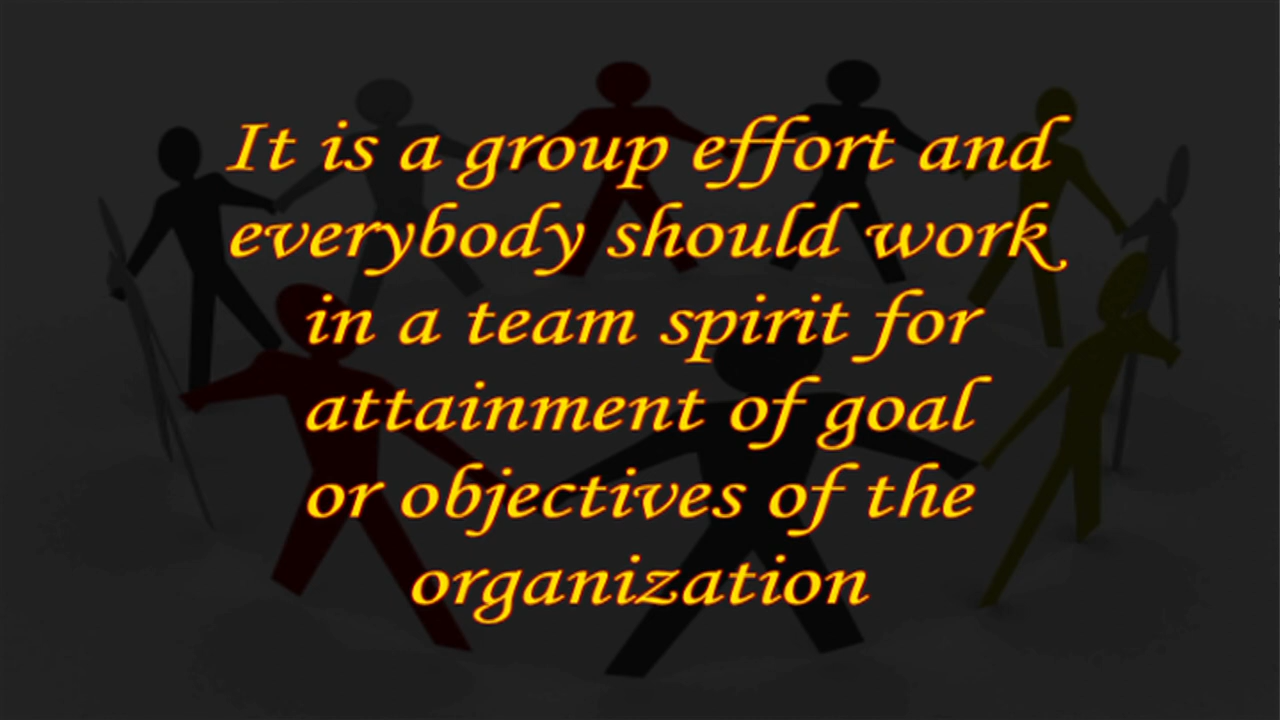 It is a group effort and
everybody should work
in a team spirit for
attainment of goal
or objectives of the
organization